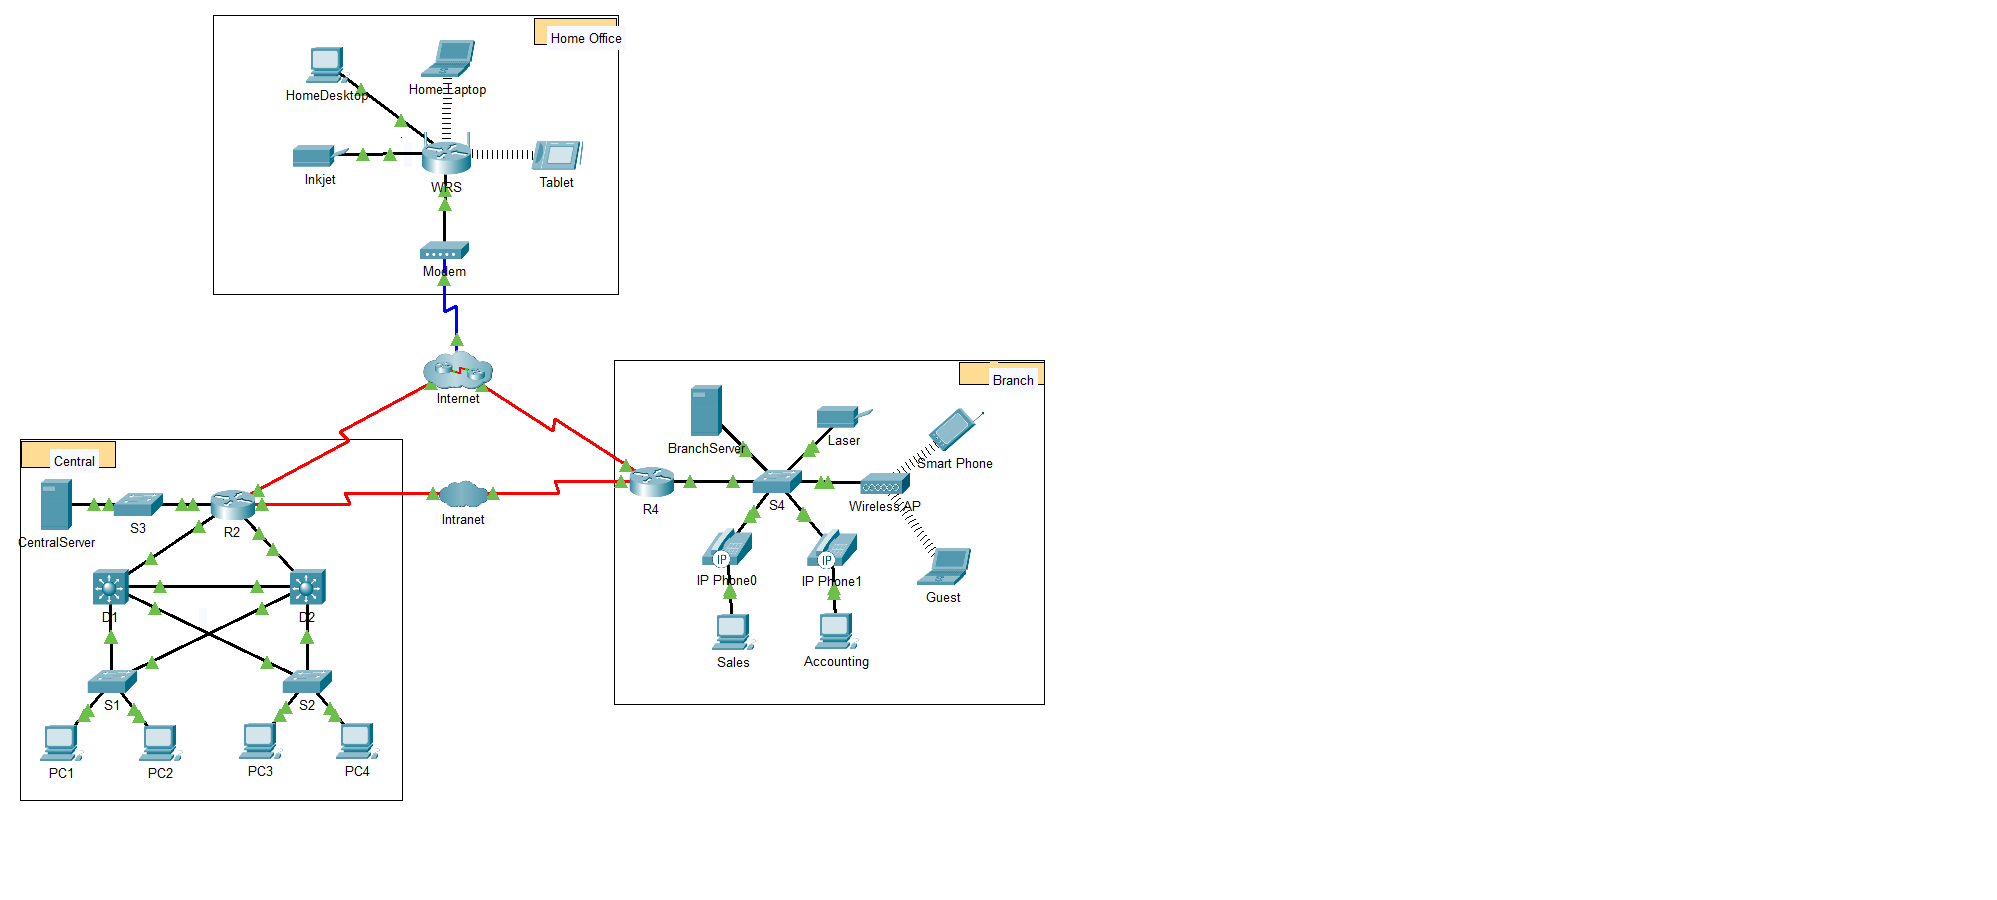 Home Office
HomeDesktop
Home Laptop
Inkjet
WRS
Tablet
Modem
Internet
Central
CentralServer
S3
R2
Intranet
D1
D2
S1
S2
PC1
PC2
PC3
PC4
Branch
BranchServer
Laser
Smart Phone
R4
S4
Wireless AP
IP
IP Phone0
IP
IP Phone1
Guest
Sales
Accounting